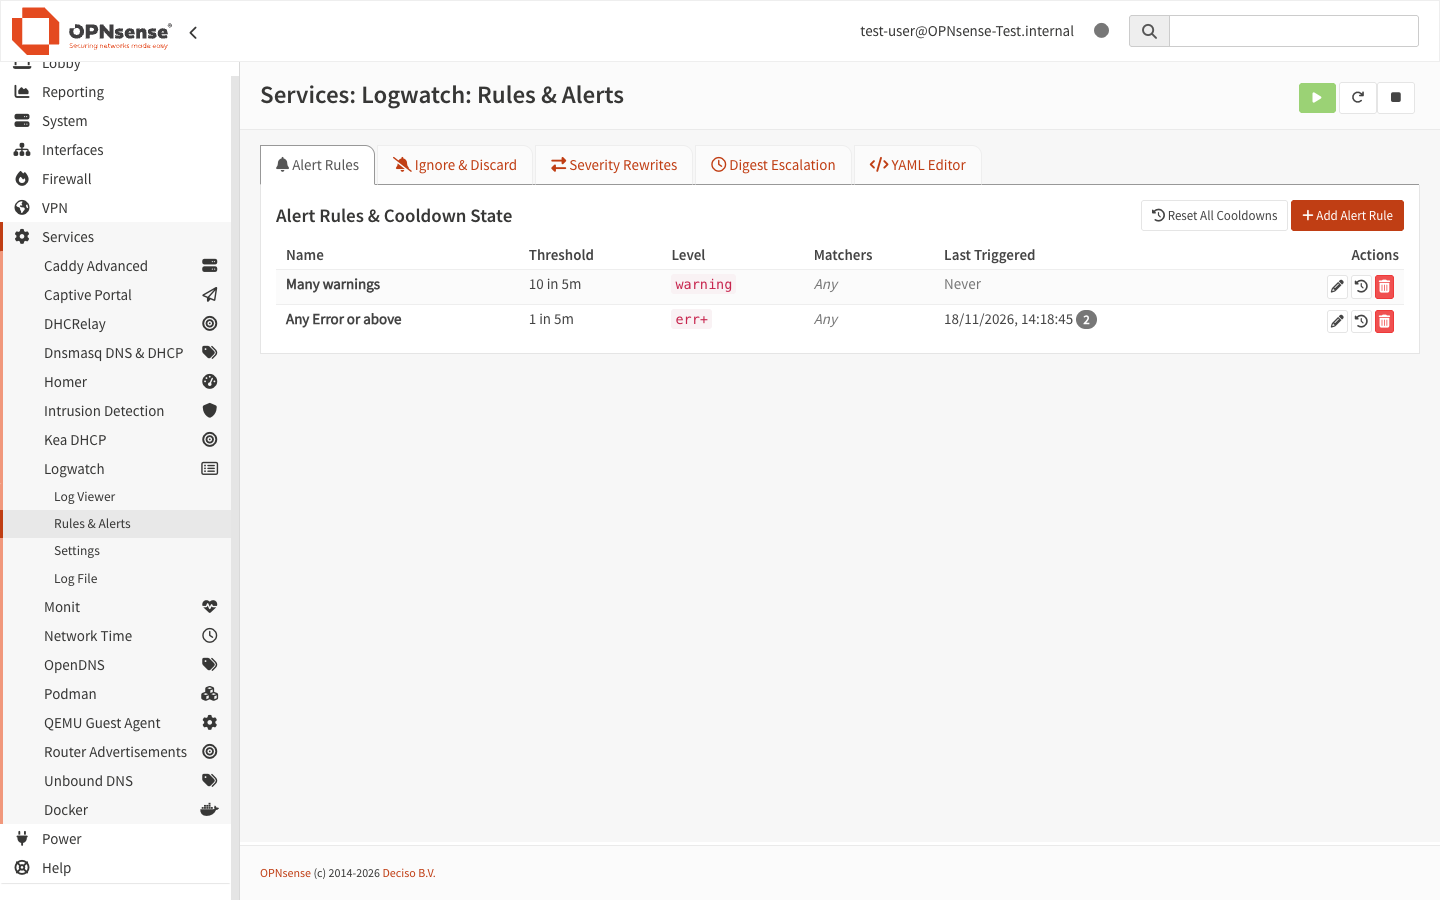 OPNsense®
Securing networks made easy
test-user@OPNsense-Test.internal
Lobby
Reporting
System
Interfaces
Firewall
VPN
Services
Caddy Advanced
Captive Portal
DHCRelay
Dnsmasq DNS & DHCP
Homer
Intrusion Detection
Kea DHCP
Logwatch
Log Viewer
Rules & Alerts
Settings
Log File
Monit
Network Time
OpenDNS
Podman
QEMU Guest Agent
Router Advertisements
Unbound DNS
Docker
Power
Help
Services: Logwatch: Rules & Alerts
Alert Rules Ignore & Discard Severity Rewrites Digest Escalation YAML Editor
Alert Rules & Cooldown State Reset All Cooldowns Add Alert Rule
Name Threshold Level Matchers Last Triggered Actions
Many warnings 10 in 5m warning Any Never
Any Error or above 1 in 5m err+ Any 18/11/2026, 14:18:45 2
OPNsense (c) 2014-2026 Deciso B.V.